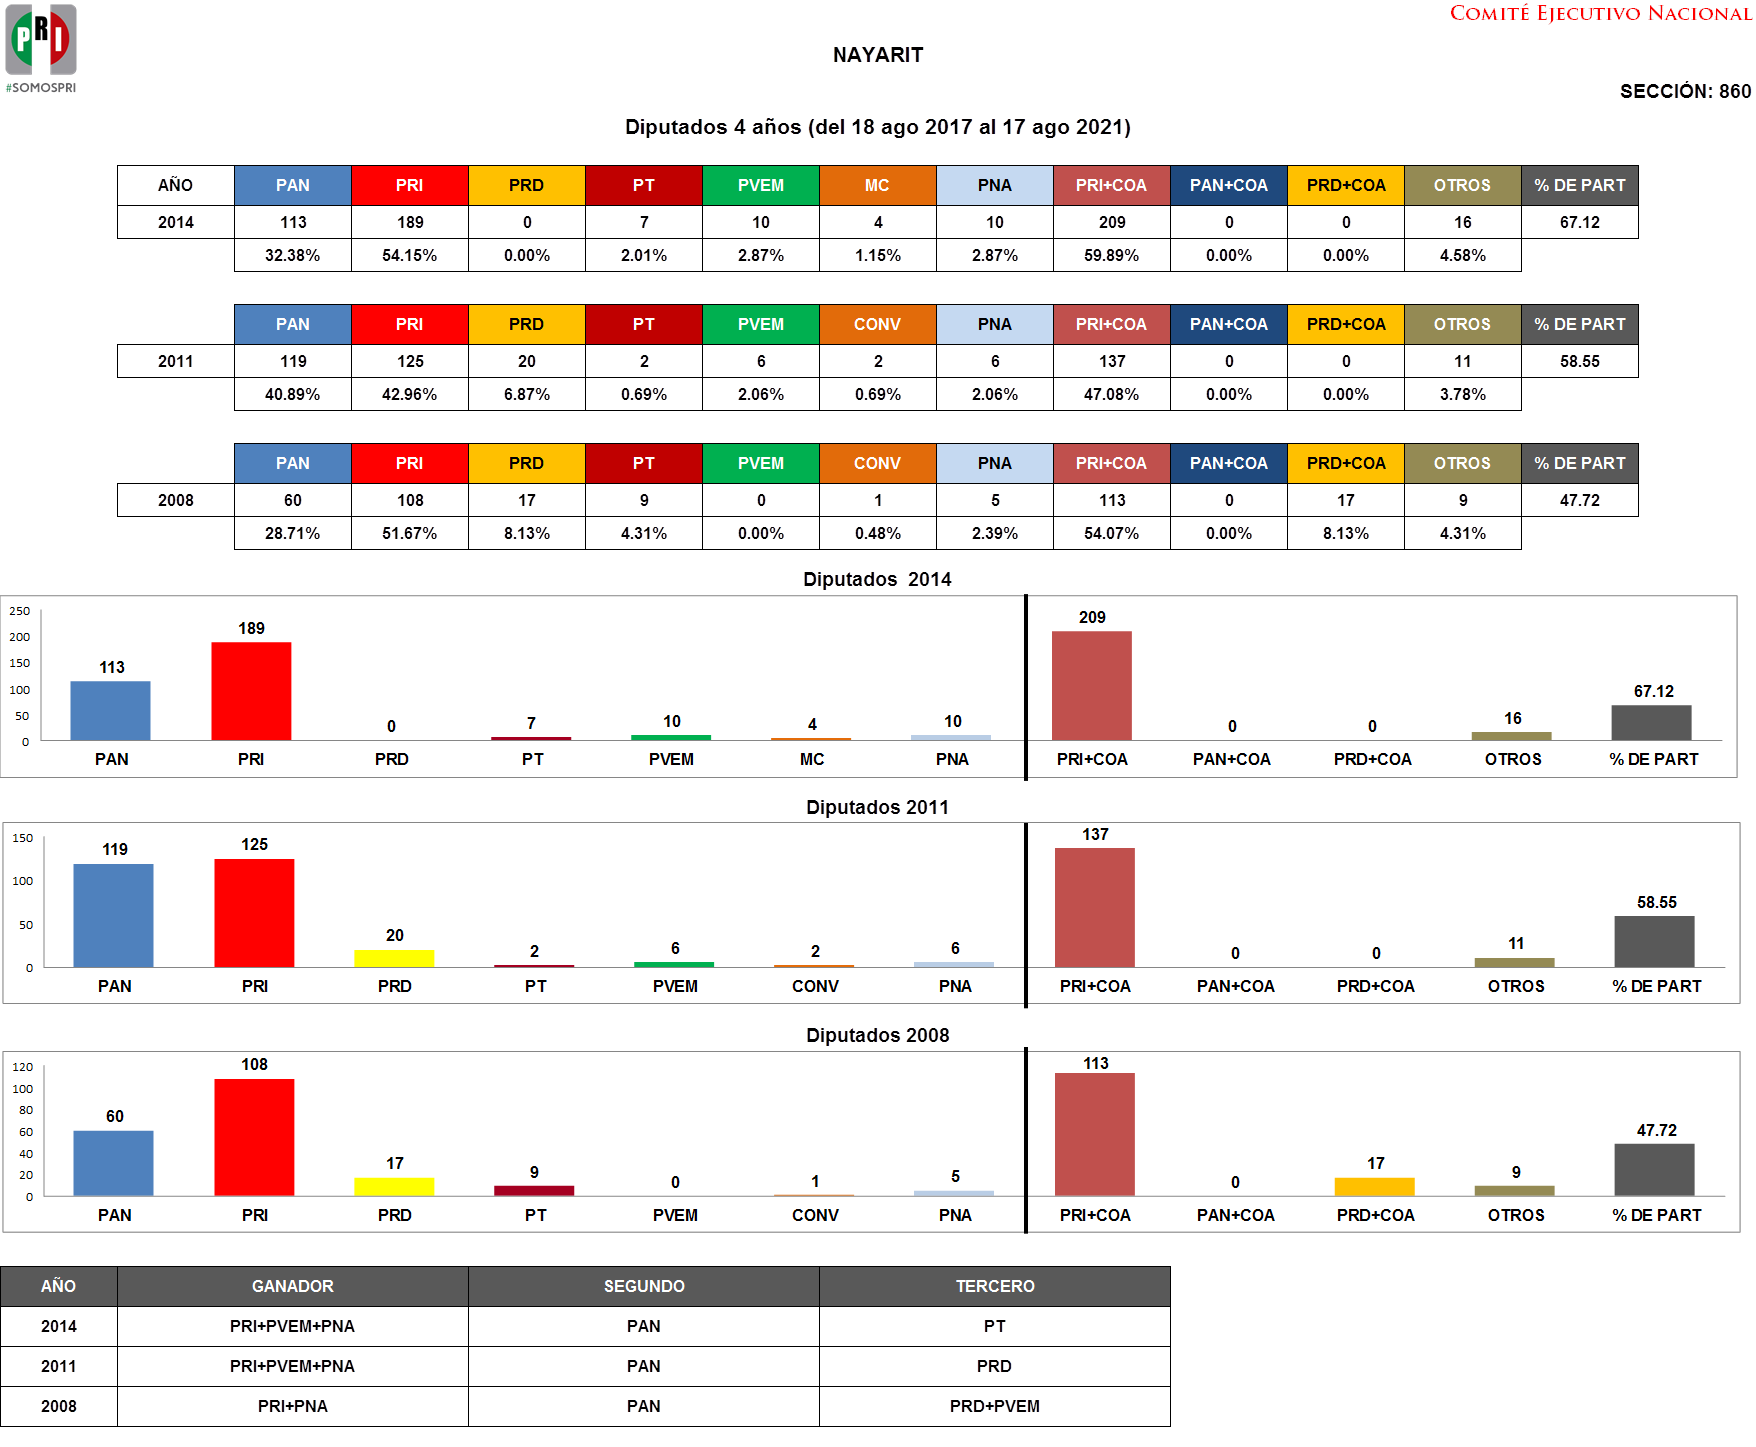 PRI
#SOMOSPRI
COMITÉ EJECUTIVO NACIONAL
NAYARIT
SECCIÓN: 860
Diputados 4 años (del 18 ago 2017 al 17 ago 2021)
AÑO PAN PRI PRD PT PVEM MC PNA PRI+COA PAN+COA PRD+COA OTROS % DE PART
2014 113 189 0 7 10 4 10 209 0 0 16 67.12
32.38% 54.15% 0.00% 2.01% 2.87% 1.15% 2.87% 59.89% 0.00% 0.00% 4.58%
PAN PRI PRD PT PVEM CONV PNA PRI+COA PAN+COA PRD+COA OTROS % DE PART
2011 119 125 20 2 6 2 6 137 0 0 11 58.55
40.89% 42.96% 6.87% 0.69% 2.06% 0.69% 2.06% 47.08% 0.00% 0.00% 3.78%
PAN PRI PRD PT PVEM CONV PNA PRI+COA PAN+COA PRD+COA OTROS % DE PART
2008 60 108 17 9 0 1 5 113 0 17 9 47.72
28.71% 51.67% 8.13% 4.31% 0.00% 0.48% 2.39% 54.07% 0.00% 8.13% 4.31%
Diputados 2014
250
200
150
100
50
0
113 189 0 7 10 4 10 209 0 0 16 67.12
PAN PRI PRD PT PVEM MC PNA PRI+COA PAN+COA PRD+COA OTROS % DE PART
Diputados 2011
150
100
50
0
119 125 20 2 6 2 6 137 0 0 11 58.55
PAN PRI PRD PT PVEM CONV PNA PRI+COA PAN+COA PRD+COA OTROS % DE PART
Diputados 2008
120
100
80
60
40
20
0
60 108 17 9 0 1 5 113 0 17 9 47.72
PAN PRI PRD PT PVEM CONV PNA PRI+COA PAN+COA PRD+COA OTROS % DE PART
AÑO GANADOR SEGUNDO TERCERO
2014 PRI+PVEM+PNA PAN PT
2011 PRI+PVEM+PNA PAN PRD
2008 PRI+PNA PAN PRD+PVEM